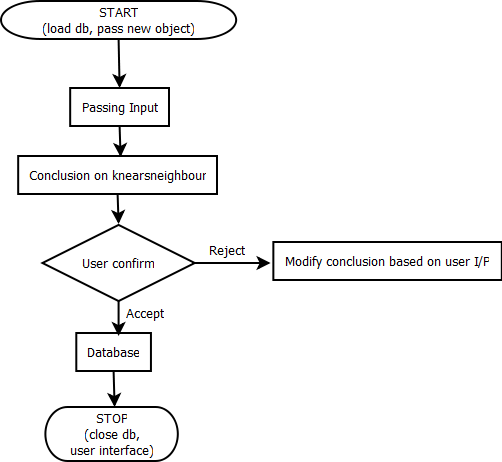 START
(load db, pass new object)
Passing Input
Conclusion on knearsneighbour
User confirm
Reject
Modify conclusion based on user I/P
Accept
Database
STOP
(close db,
user interface)